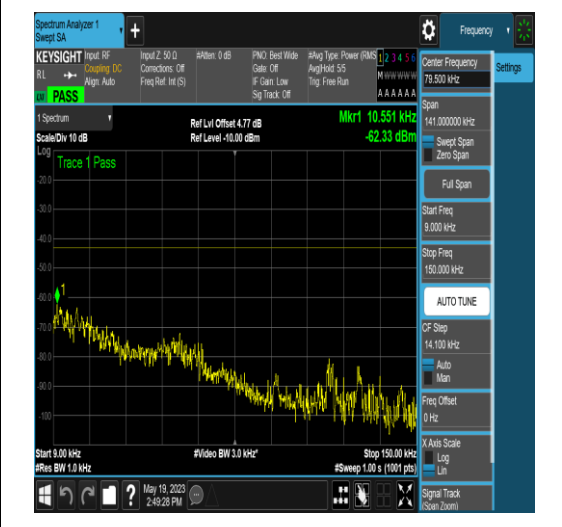 Spectrum Analyzer 1
Swept SA
Frequency
KEYSIGHT
RL
Input: RF
Coupling: DC
Align: Auto
Input Z: 50 Ω
Corrections: Off
Freq Ref: Int (S)
#Atten: 0 dB
PNO: Best Wide
Gate: Off
IF Gain: Low
Sig Track: Off
#Avg Type: Power (RMS
Avg|Hold: 5/5
Trig: Free Run
1 2 3 4 5 6
M W W W W W
A A A A A A
PASS
1 Spectrum
Scale/Div 10 dB
Ref Lvl Offset 4.77 dB
Ref Level -10.00 dBm
Mkr1 10.551 kHz
-62.33 dBm
Log
Trace 1 Pass
-20.0
-30.0
-40.0
-50.0
-60.0
-70.0
-80.0
-90.0
-100
1
Start 9.00 kHz
#Res BW 1.0 kHz
#Video BW 3.0 kHz*
Stop 150.00 kHz
#Sweep 1.00 s (1001 pts)
May 19, 2023
2:49:28 PM
Center Frequency
79.500 kHz
Settings
Span
141.000000 kHz
Swept Span
Zero Span
Full Span
Start Freq
9.000 kHz
Stop Freq
150.000 kHz
AUTO TUNE
CF Step
14.100 kHz
Auto
Man
Freq Offset
0 Hz
X Axis Scale
Log
Lin
Signal Track
(Span Zoom)